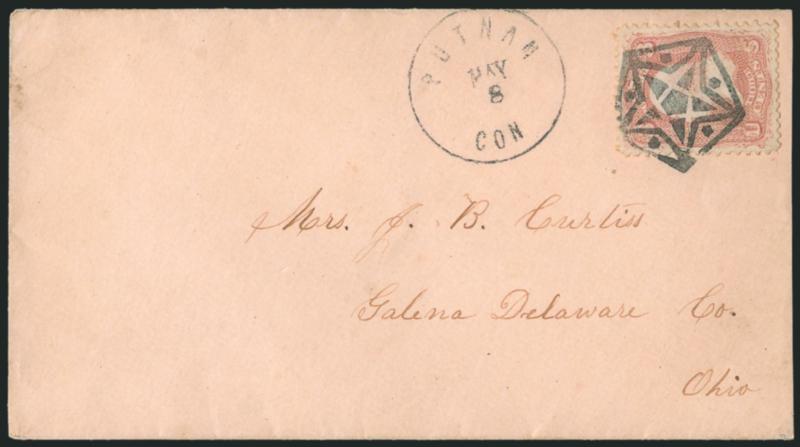 PUTNAM
MAY
8
CON
Mrs. J. B. Curtiss
Galena Delaware Co.
Ohio